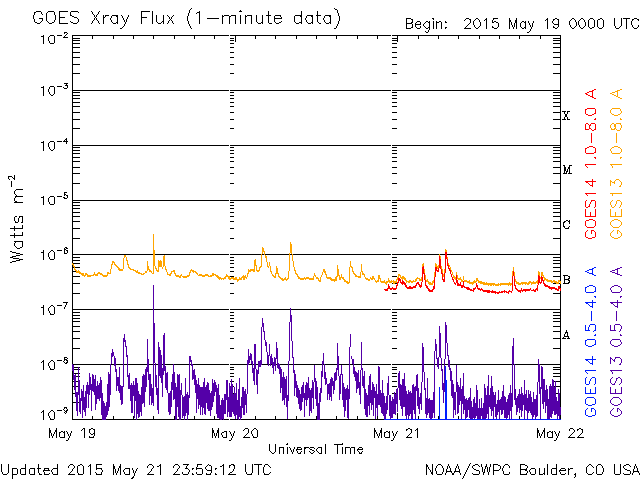 GOES Xray Flux (1-minute data)
Begin: 2015 May 19 0000 UTC
10⁻²
10⁻³
10⁻⁴
10⁻⁵
10⁻⁶
10⁻⁷
10⁻⁸
10⁻⁹
Watts m⁻²
X
M
C
B
A
GOES14 1.0-8.0 A
GOES13 1.0-8.0 A
GOES14 0.5-4.0 A
GOES13 0.5-4.0 A
May 19 May 20 May 21 May 22
Universal Time
Updated 2015 May 21 23:59:12 UTC
NOAA/SWPC Boulder, CO USA